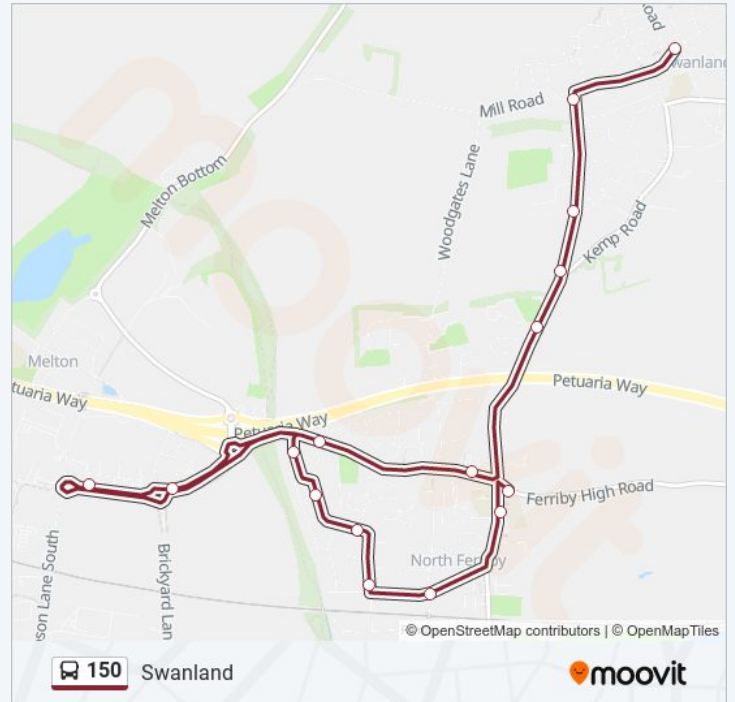 Road
Swanland
Mill Road
Melton Bottom
Woodgates Lane
Kemp Road
Melton
Petuaria Way
tuaria Way
Petuaria Way
Ferriby High Road
son Lane South
Brickyard Lan
North Ferriby
© OpenStreetMap contributors | © OpenMapTiles
150 Swanland
moovit
moovit